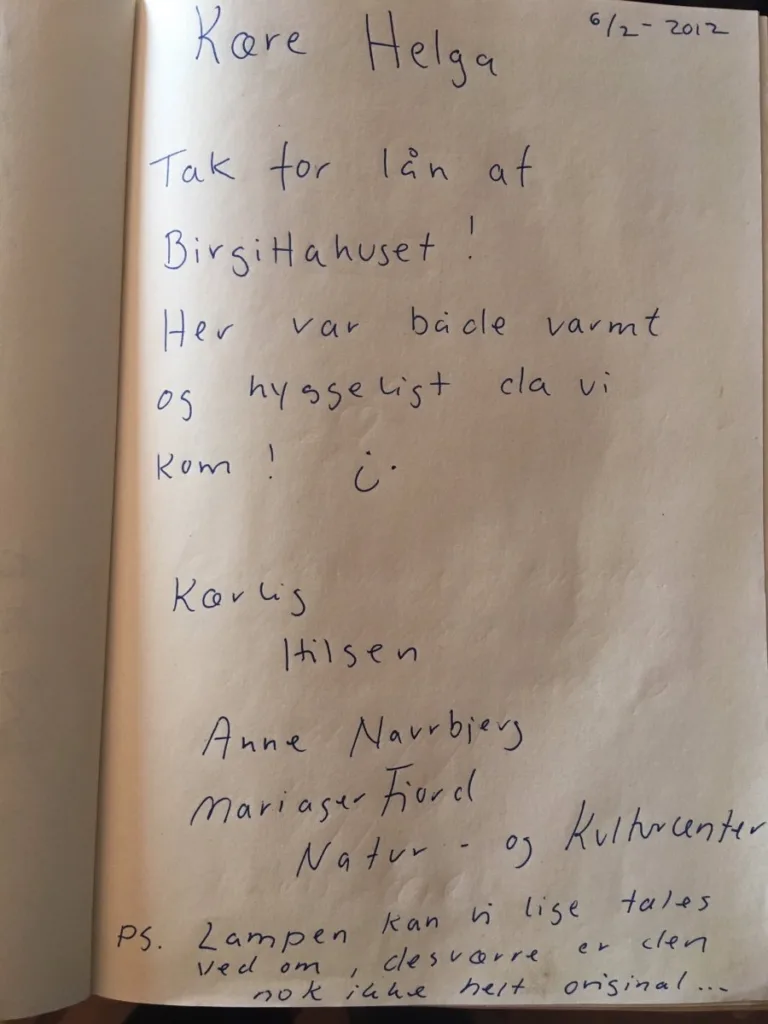 6/2-2012
Kære Helga
Tak for lån af
Birgittahuset!
Her var både varmt
og hyggeligt da vi
kom! :)
Kærlig
Hilsen
Anne Navrbjerg
Mariager Fjord
Natur- og Kulturcenter
PS. Lampen kan vi lige tales
ved om, desværre er den
nok ikke helt original...